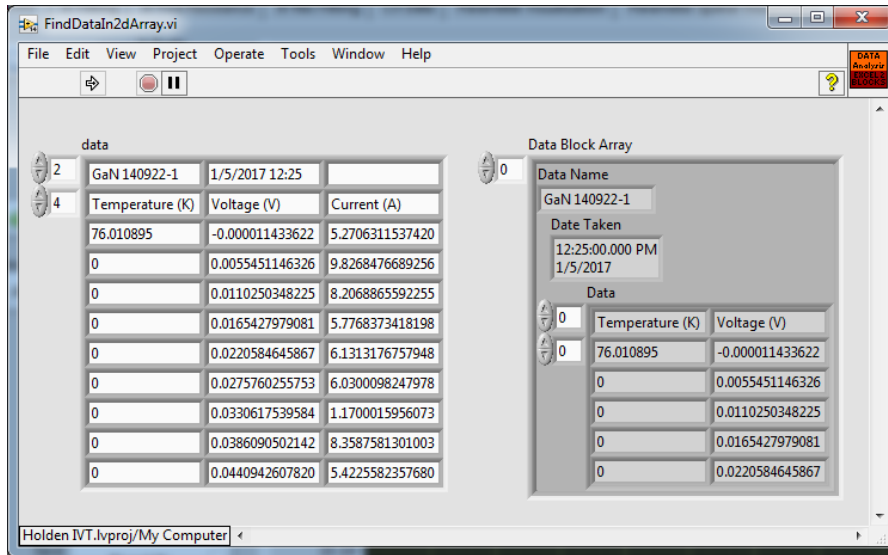 FindDataIn2dArray.vi
File Edit View Project Operate Tools Window Help
DATA
Analysis
EXCEL 2
BLOCKS
data
2
GaN 140922-1 1/5/2017 12:25
4
Temperature (K) Voltage (V) Current (A)
76.010895 -0.000011433622 5.2706311537420
0 0.0055451146326 9.8268476689256
0 0.0110250348225 8.2068865592255
0 0.0165427979081 5.7768373418198
0 0.0220584645867 6.1313176757948
0 0.0275760255753 6.0300098247978
0 0.0330617539584 1.1700015956073
0 0.0386090502142 8.3587581301003
0 0.0440942607820 5.4225582357680
Data Block Array
0
Data Name
GaN 140922-1
Date Taken
12:25:00.000 PM
1/5/2017
Data
0
Temperature (K) Voltage (V)
0
76.010895 -0.000011433622
0 0.0055451146326
0 0.0110250348225
0 0.0165427979081
0 0.0220584645867
Holden IVT.lvproj/My Computer